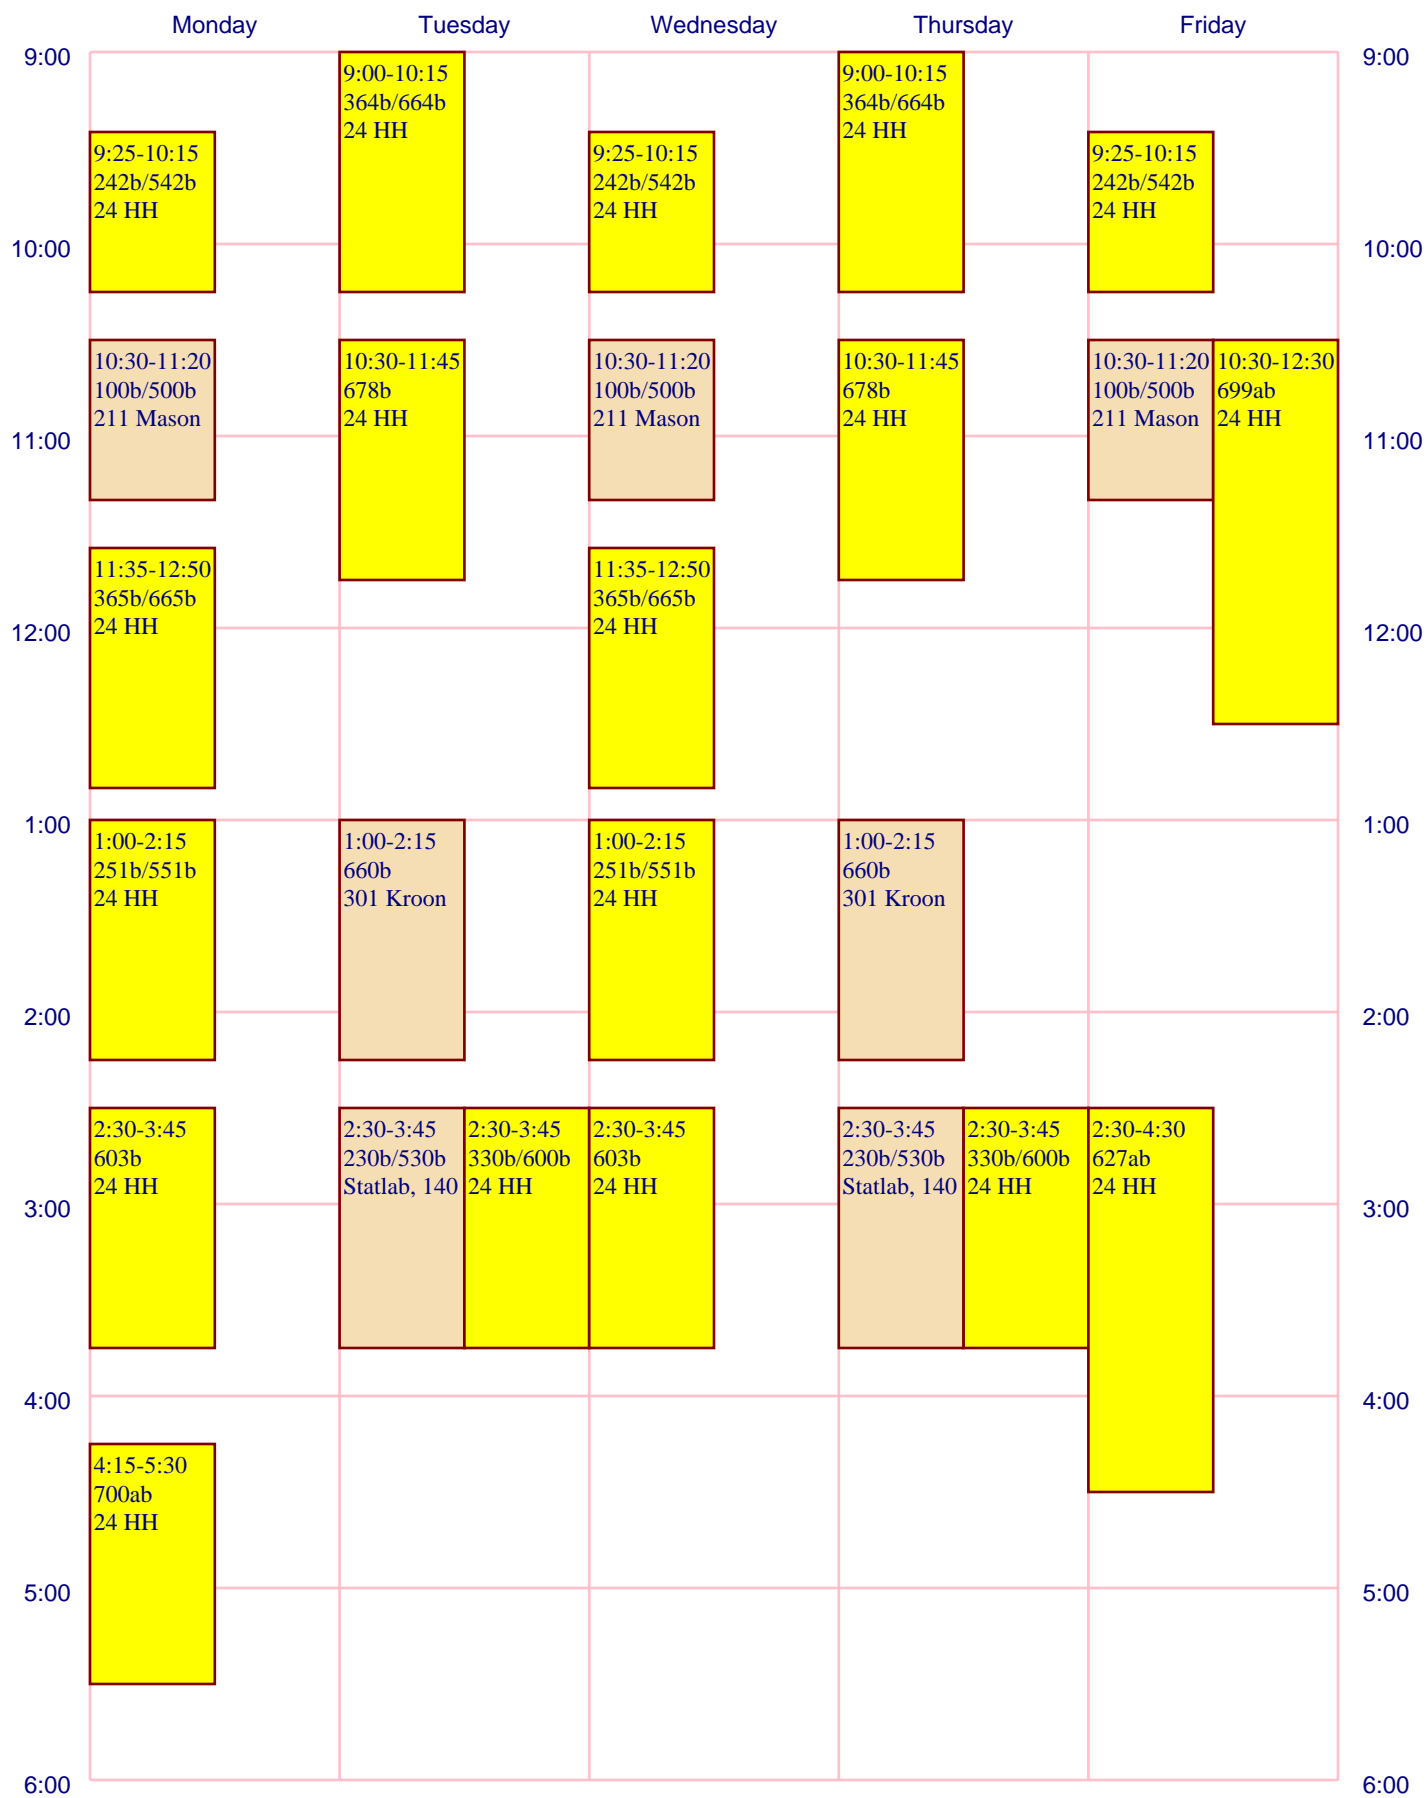 Monday
Tuesday
Wednesday
Thursday
Friday
9:00
9:00
9:00-10:15
364b/664b
24 HH
9:00-10:15
364b/664b
24 HH
9:25-10:15
242b/542b
24 HH
9:25-10:15
242b/542b
24 HH
9:25-10:15
242b/542b
24 HH
10:00
10:00
10:30-11:20
100b/500b
211 Mason
10:30-11:45
678b
24 HH
10:30-11:20
100b/500b
211 Mason
10:30-11:45
678b
24 HH
10:30-11:20
100b/500b
211 Mason
10:30-12:30
699ab
24 HH
11:00
11:00
11:35-12:50
365b/665b
24 HH
11:35-12:50
365b/665b
24 HH
12:00
12:00
1:00
1:00
1:00-2:15
251b/551b
24 HH
1:00-2:15
660b
301 Kroon
1:00-2:15
251b/551b
24 HH
1:00-2:15
660b
301 Kroon
2:00
2:00
2:30-3:45
603b
24 HH
2:30-3:45
230b/530b
Statlab, 140
2:30-3:45
330b/600b
24 HH
2:30-3:45
603b
24 HH
2:30-3:45
230b/530b
Statlab, 140
2:30-3:45
330b/600b
24 HH
2:30-4:30
627ab
24 HH
3:00
3:00
4:00
4:00
4:15-5:30
700ab
24 HH
5:00
5:00
6:00
6:00